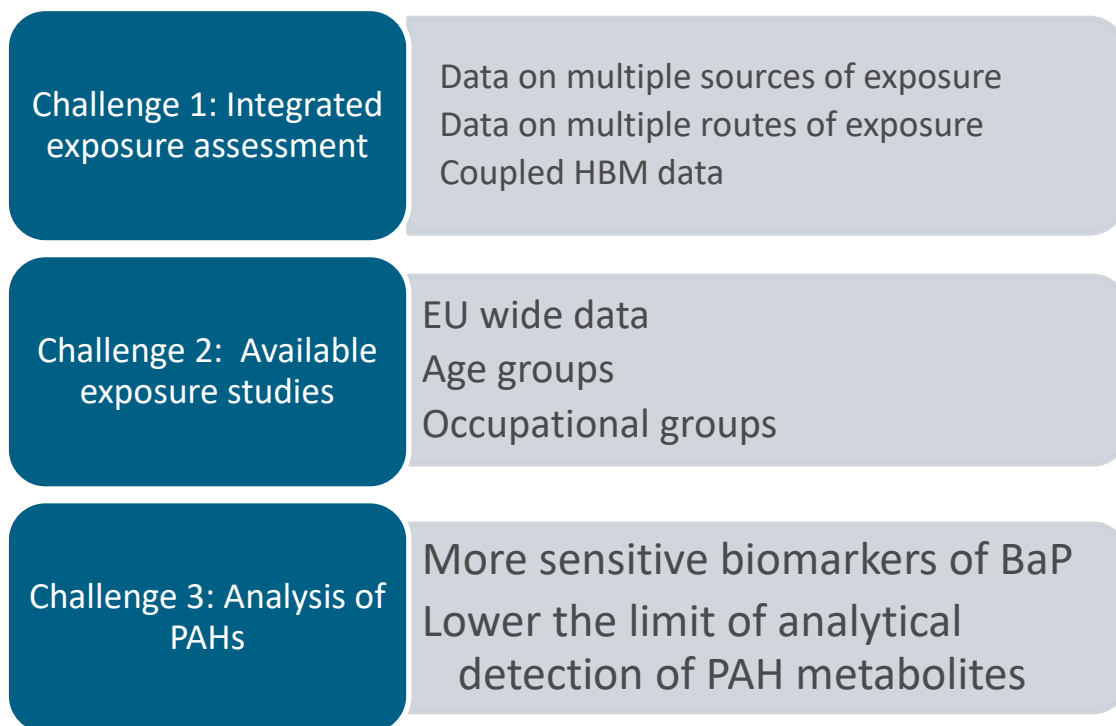 Challenge 1: Integrated
exposure assessment
Data on multiple sources of exposure
Data on multiple routes of exposure
Coupled HBM data
Challenge 2:  Available
exposure studies
EU wide data
Age groups
Occupational groups
Challenge 3: Analysis of
PAHs
More sensitive biomarkers of BaP
Lower the limit of analytical
detection of PAH metabolites